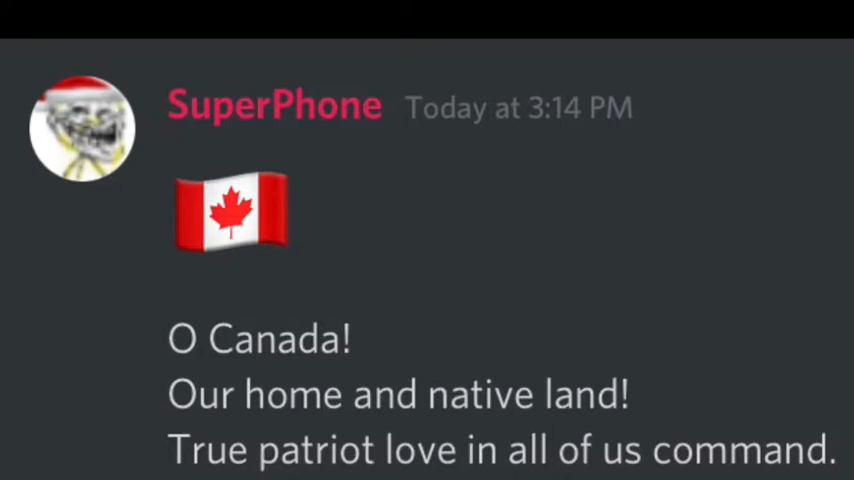 SuperPhone Today at 3:14 PM
🇨🇦
O Canada!
Our home and native land!
True patriot love in all of us command.